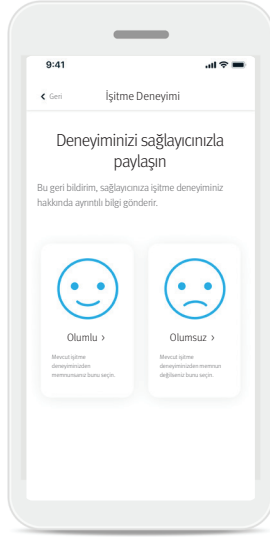 9:41
Geri
İşitme Deneyimi
Deneyiminizi sağlayıcınızla
paylaşın
Bu geri bildirim, sağlayıcınıza işitme deneyiminiz
hakkında ayrıntılı bilgi gönderir.
Olumlu >
Olumsuz >
Mevcut işitme
deneyiminizden
memnunsanız bunu seçin.
Mevcut işitme
deneyiminizden memnun
değilseniz bunu seçin.